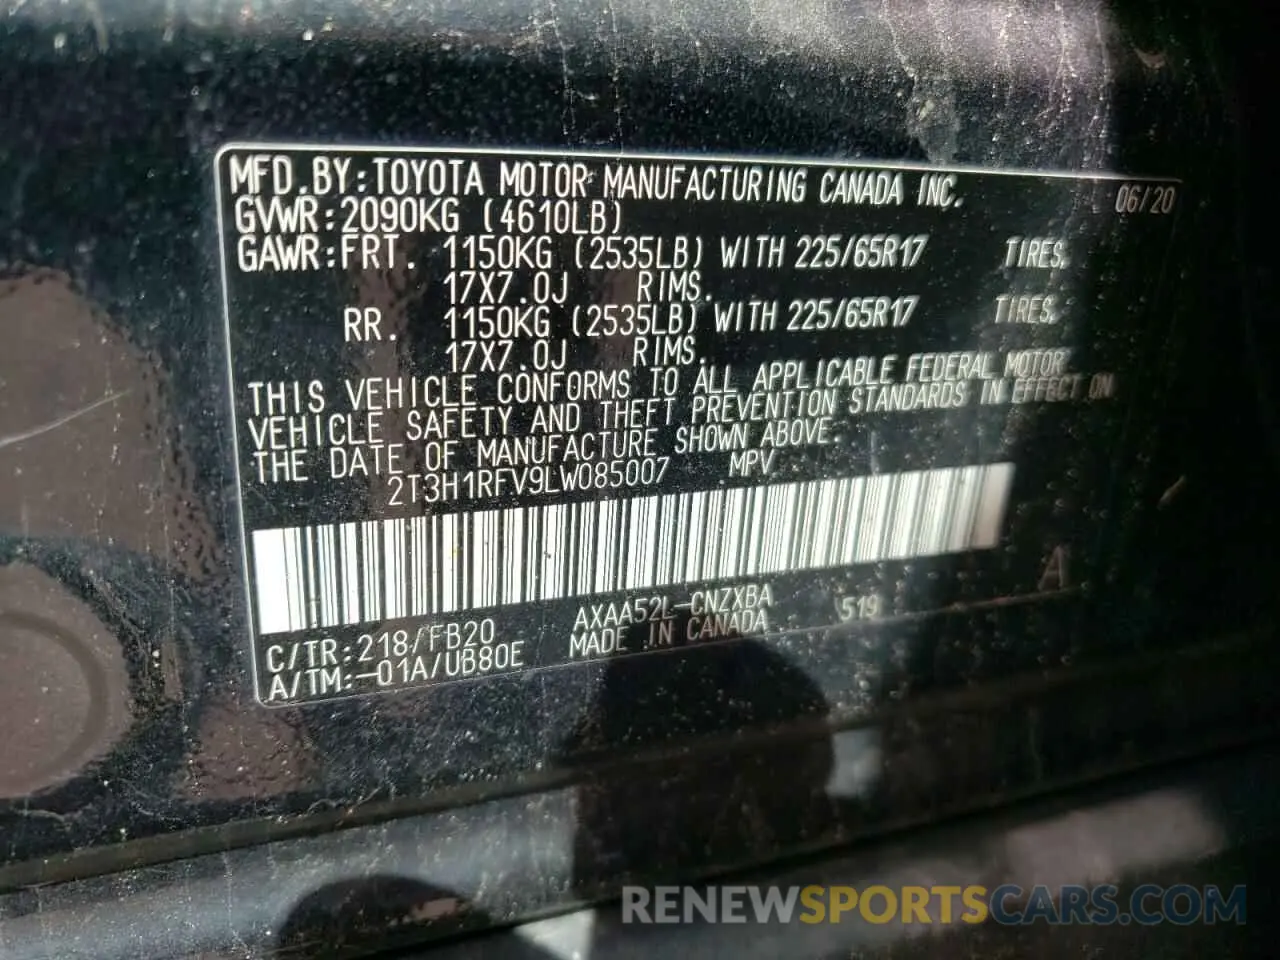 MFD.BY:TOYOTA MOTOR MANUFACTURING CANADA INC. 06/20
GVWR:2090KG (4610LB)
GAWR:FRT. 1150KG (2535LB) WITH 225/65R17 TIRES,
17X7.0J RIMS.
RR. 1150KG (2535LB) WITH 225/65R17 TIRES.
17X7.0J RIMS.
THIS VEHICLE CONFORMS TO ALL APPLICABLE FEDERAL MOTOR
VEHICLE SAFETY AND THEFT PREVENTION STANDARDS IN EFFECT ON
THE DATE OF MANUFACTURE SHOWN ABOVE.
2T3H1RFV9LW085007 MPV
A
C/TR:218/FB20 AXAA52L-CNZXBA 519
A/TM:-01A/UB80E MADE IN CANADA
RENEWSPORTSCARS.COM